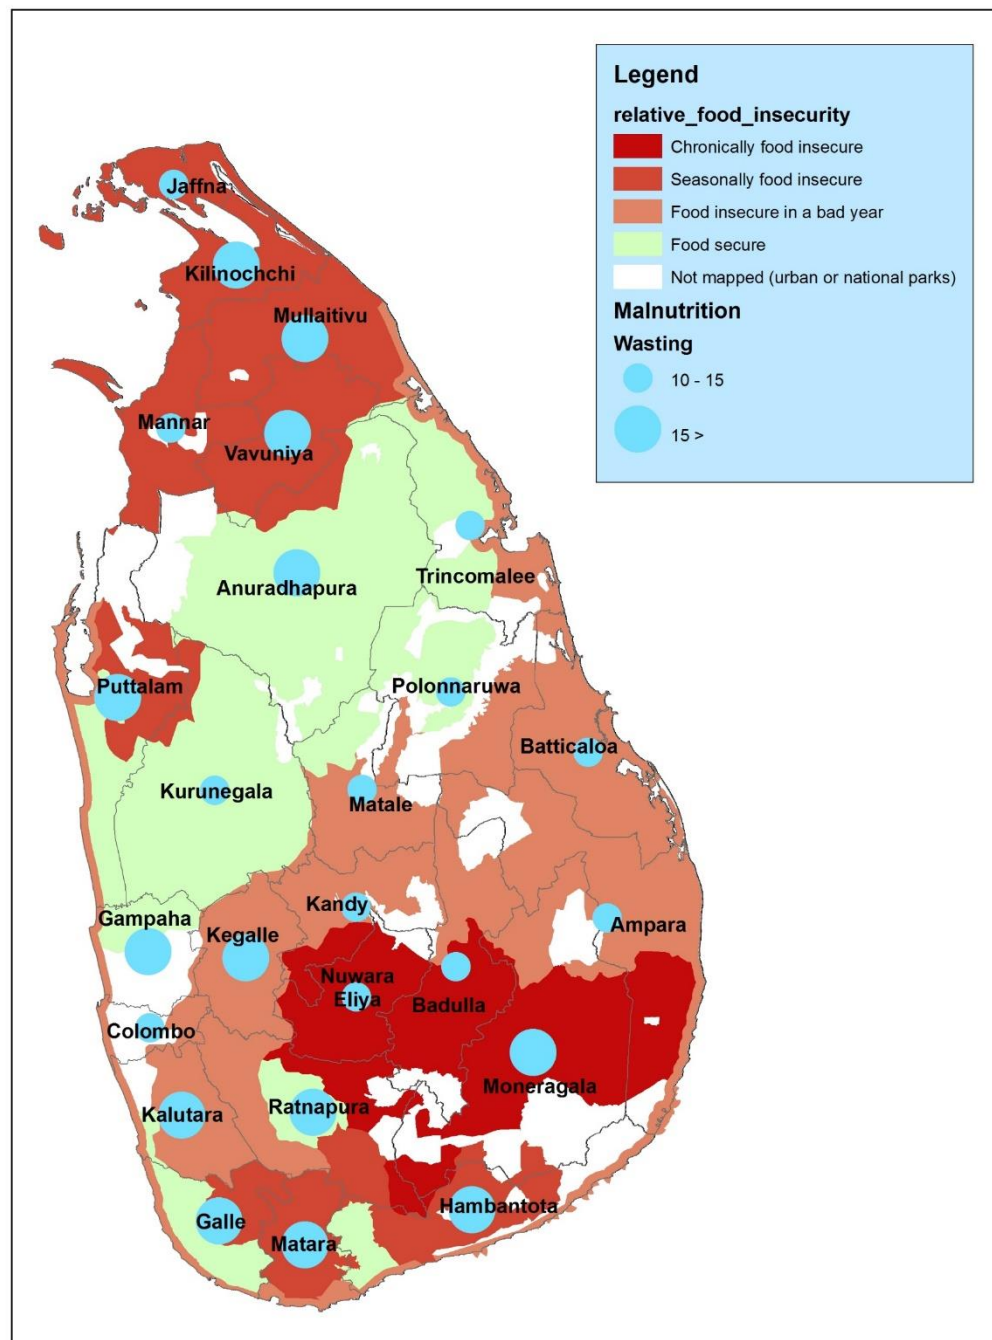 Legend
relative_food_insecurity
Chronically food insecure
Seasonally food insecure
Food insecure in a bad year
Food secure
Not mapped (urban or national parks)
Malnutrition
Wasting
10 - 15
15 >
Jaffna
Kilinochchi
Mullaitivu
Mannar
Vavuniya
Anuradhapura
Trincomalee
Puttalam
Polonnaruwa
Batticaloa
Kurunegala
Matale
Kandy
Gampaha
Kegalle
Ampara
Nuwara
Eliya
Badulla
Colombo
Moneragala
Kalutara
Ratnapura
Hambantota
Galle
Matara